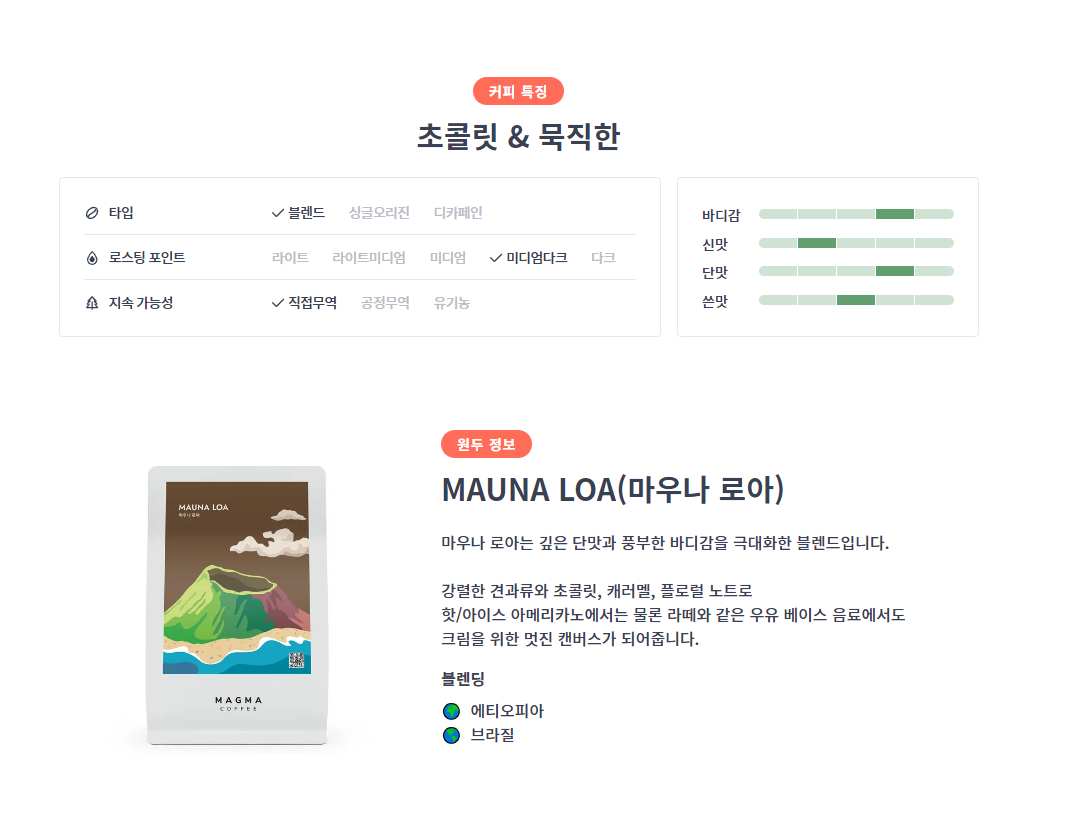 커피 특징
초콜릿 & 묵직한
타입 블렌드 싱글오리진 디카페인
로스팅 포인트 라이트 라이트미디엄 미디엄 미디엄다크 다크
지속 가능성 직접무역 공정무역 유기농
바디감
신맛
단맛
쓴맛
원두 정보
MAUNA LOA(마우나 로아)
마우나 로아는 깊은 단맛과 풍부한 바디감을 극대화한 블렌드입니다.
강렬한 견과류와 초콜릿, 캐러멜, 플로럴 노트로
핫/아이스 아메리카노에서는 물론 라떼와 같은 우유 베이스 음료에서도
크림을 위한 멋진 캔버스가 되어줍니다.
블렌딩
에티오피아
브라질
MAUNA LOA
마우나 로아
MAGMA
COFFEE